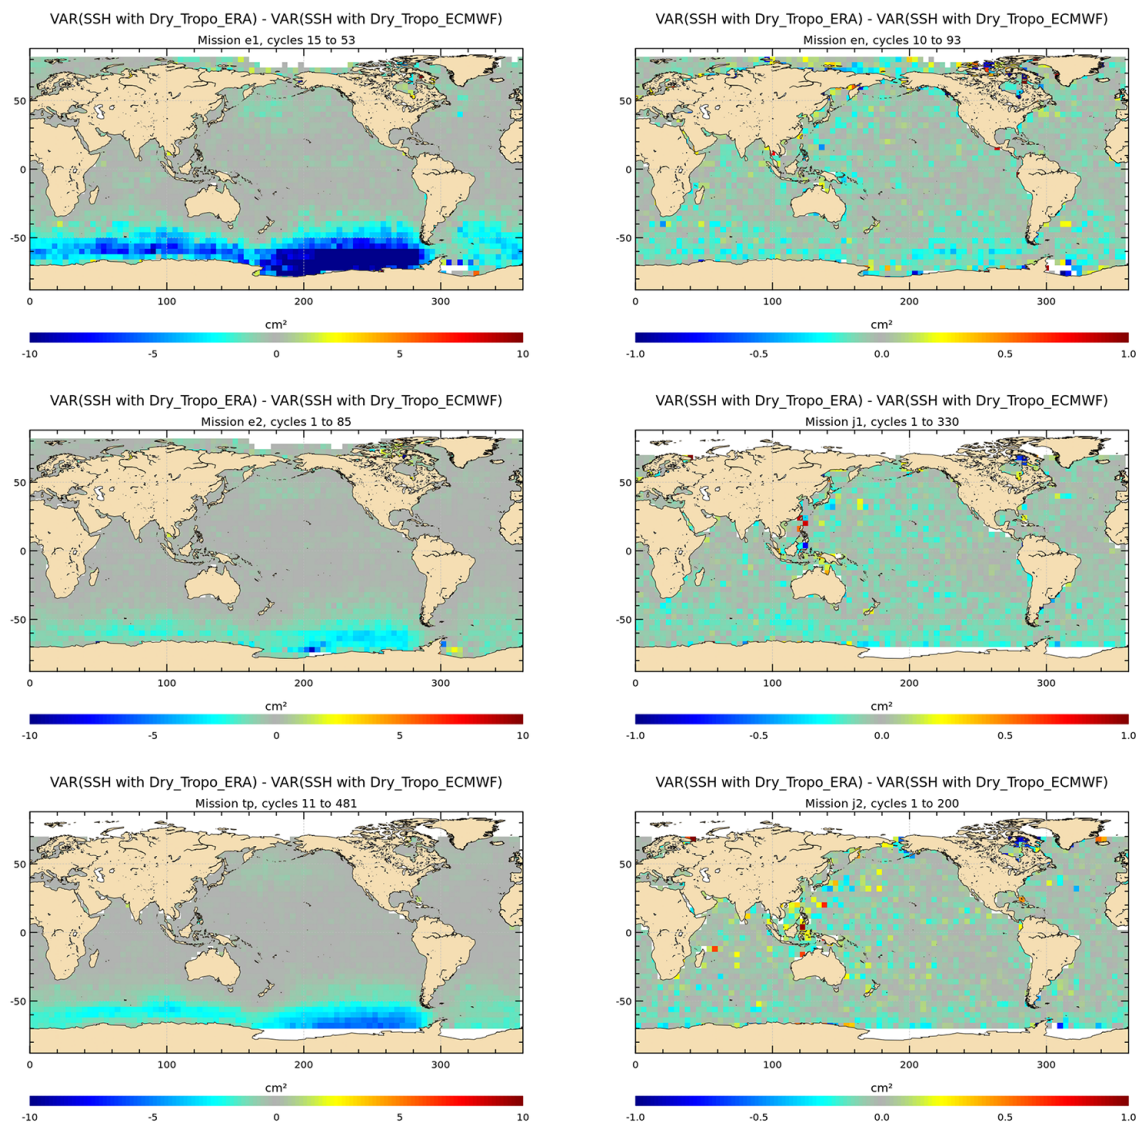 VAR(SSH with Dry_Tropo_ERA) - VAR(SSH with Dry_Tropo_ECMWF)
Mission e1, cycles 15 to 53
50
0
-50
0 100 200 300
cm²
-10 -5 0 5 10
VAR(SSH with Dry_Tropo_ERA) - VAR(SSH with Dry_Tropo_ECMWF)
Mission en, cycles 10 to 93
50
0
-50
0 100 200 300
cm²
-1.0 -0.5 0.0 0.5 1.0
VAR(SSH with Dry_Tropo_ERA) - VAR(SSH with Dry_Tropo_ECMWF)
Mission e2, cycles 1 to 85
50
0
-50
0 100 200 300
cm²
-10 -5 0 5 10
VAR(SSH with Dry_Tropo_ERA) - VAR(SSH with Dry_Tropo_ECMWF)
Mission j1, cycles 1 to 330
50
0
-50
0 100 200 300
cm²
-1.0 -0.5 0.0 0.5 1.0
VAR(SSH with Dry_Tropo_ERA) - VAR(SSH with Dry_Tropo_ECMWF)
Mission tp, cycles 11 to 481
50
0
-50
0 100 200 300
cm²
-10 -5 0 5 10
VAR(SSH with Dry_Tropo_ERA) - VAR(SSH with Dry_Tropo_ECMWF)
Mission j2, cycles 1 to 200
50
0
-50
0 100 200 300
cm²
-1.0 -0.5 0.0 0.5 1.0